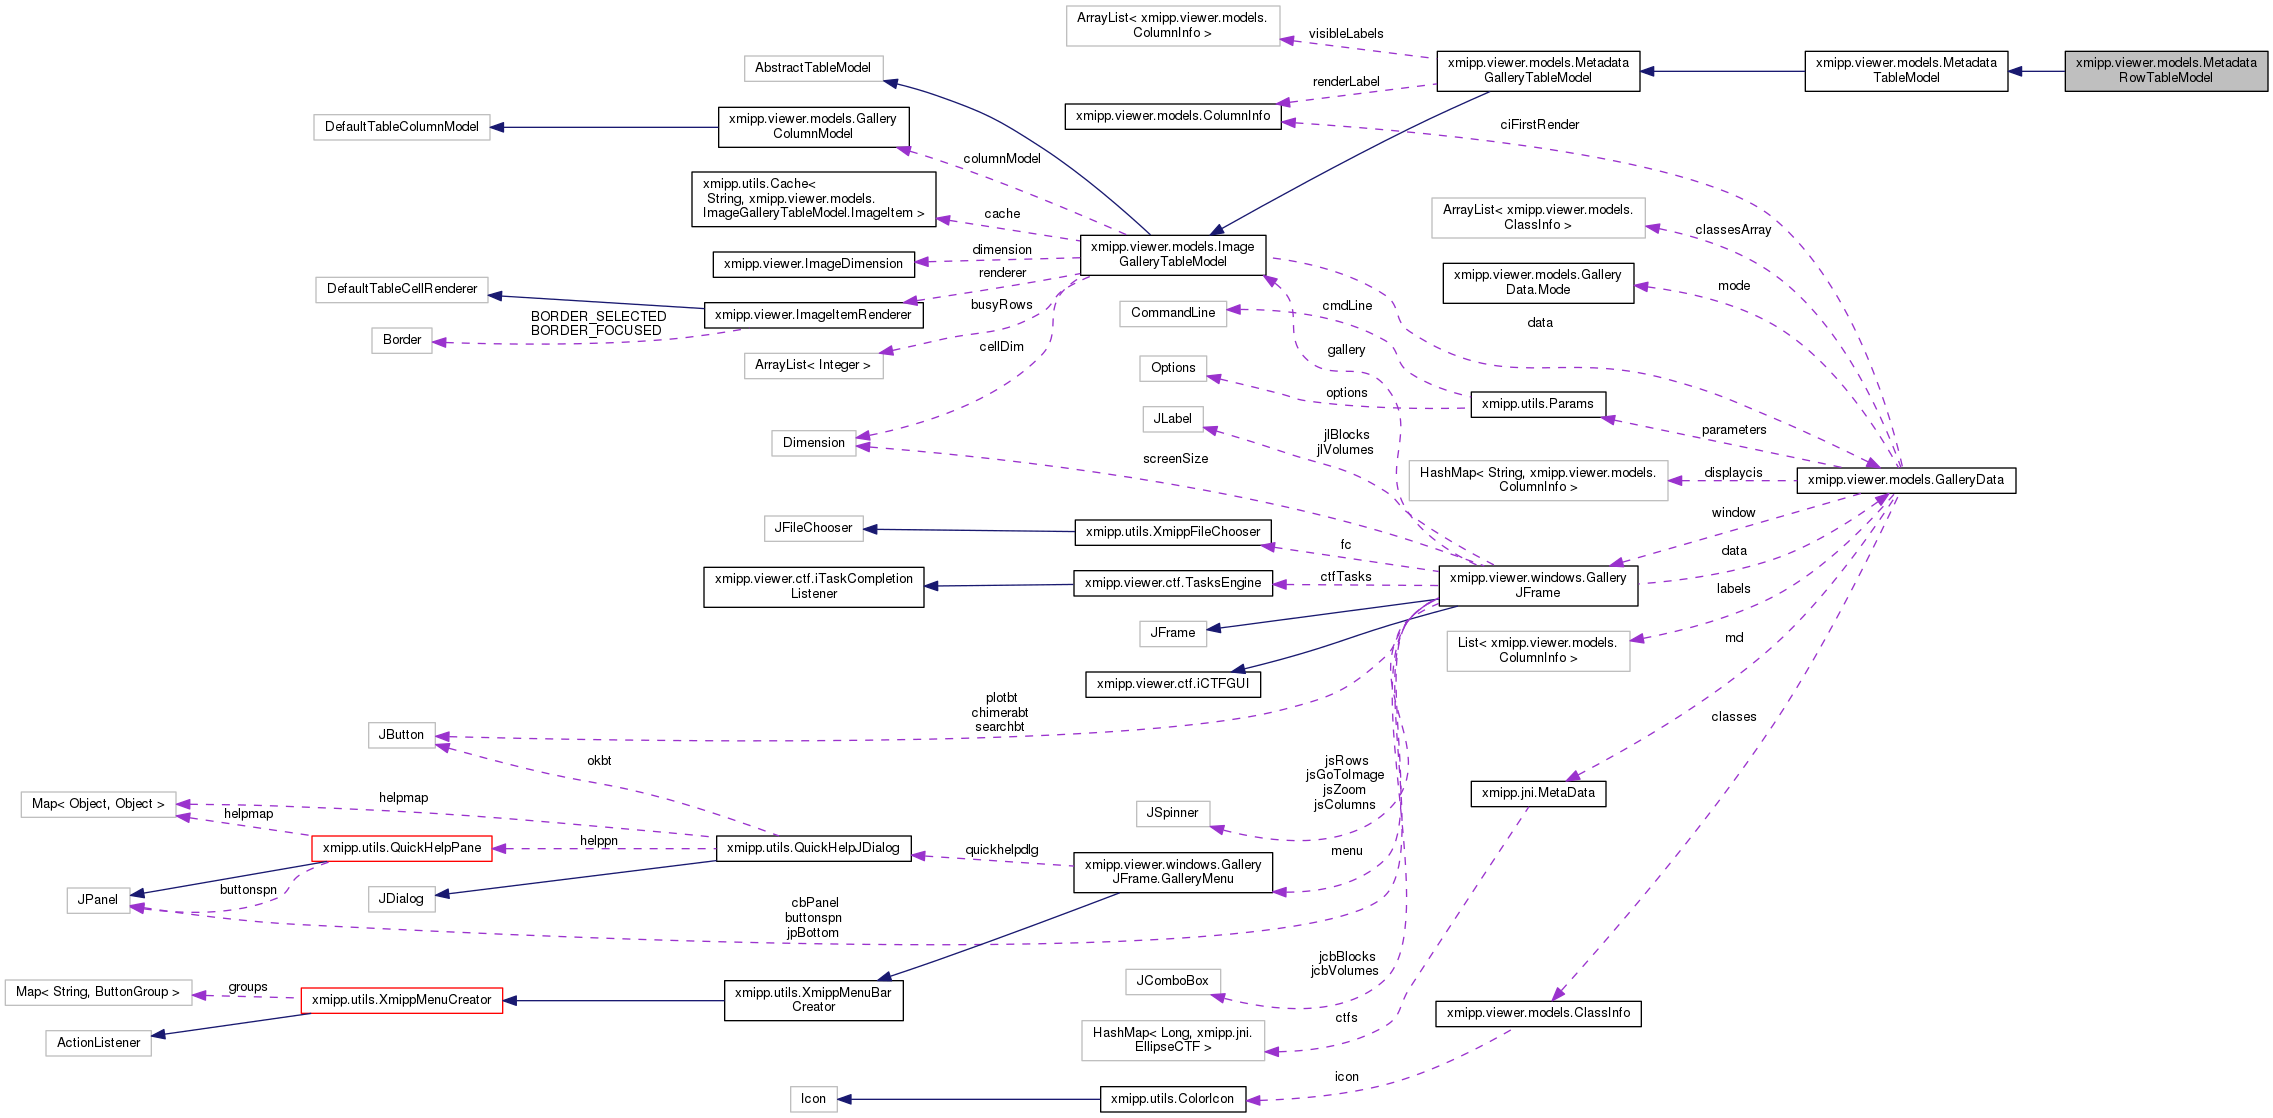 ArrayList< xmipp.viewer.models.
ColumnInfo >
visibleLabels
AbstractTableModel
xmipp.viewer.models.Metadata
GalleryTableModel
xmipp.viewer.models.Metadata
TableModel
xmipp.viewer.models.Metadata
RowTableModel
renderLabel
DefaultTableColumnModel
xmipp.viewer.models.Gallery
ColumnModel
xmipp.viewer.models.ColumnInfo
ciFirstRender
columnModel
xmipp.utils.Cache<
String, xmipp.viewer.models.
ImageGalleryTableModel.ImageItem >
cache
ArrayList< xmipp.viewer.models.
ClassInfo >
classesArray
xmipp.viewer.models.Image
GalleryTableModel
dimension
xmipp.viewer.ImageDimension
renderer
xmipp.viewer.models.Gallery
Data.Mode
mode
DefaultTableCellRenderer
busyRows
xmipp.viewer.ImageItemRenderer
BORDER_SELECTED
BORDER_FOCUSED
CommandLine
cmdLine
data
Border
cellDim
gallery
ArrayList< Integer >
Options
options
xmipp.utils.Params
JLabel
jlBlocks
jlVolumes
parameters
Dimension
screenSize
HashMap< String, xmipp.viewer.models.
ColumnInfo >
displaycis
xmipp.viewer.models.GalleryData
window
JFileChooser
xmipp.utils.XmippFileChooser
fc
data
xmipp.viewer.ctf.iTaskCompletion
Listener
xmipp.viewer.ctf.TasksEngine
ctfTasks
xmipp.viewer.windows.Gallery
JFrame
labels
JFrame
List< xmipp.viewer.models.
ColumnInfo >
md
xmipp.viewer.ctf.iCTFGUI
plotbt
chimerabt
searchbt
classes
JButton
okbt
jsRows
jsGoToImage
jsZoom
jsColumns
xmipp.jni.MetaData
Map< Object, Object >
helpmap
helpmap
JSpinner
xmipp.utils.QuickHelpPane
helppn
xmipp.utils.QuickHelpJDialog
quickhelpdlg
menu
xmipp.viewer.windows.Gallery
JFrame.GalleryMenu
buttonspn
JPanel
JDialog
cbPanel
buttonspn
jpBottom
jcbBlocks
jcbVolumes
JComboBox
Map< String, ButtonGroup >
groups
xmipp.utils.XmippMenuCreator
xmipp.utils.XmippMenuBar
Creator
xmipp.viewer.models.ClassInfo
ctfs
HashMap< Long, xmipp.jni.
EllipseCTF >
ActionListener
icon
Icon
xmipp.utils.ColorIcon